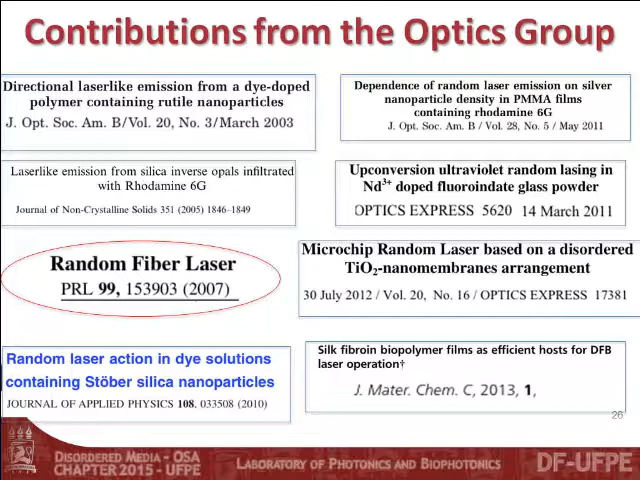 Contributions from the Optics Group
Directional laserlike emission from a dye-doped
polymer containing rutile nanoparticles
J. Opt. Soc. Am. B/Vol. 20, No. 3/March 2003
Dependence of random laser emission on silver
nanoparticle density in PMMA films
containing rhodamine 6G
J. Opt. Soc. Am. B / Vol. 28, No. 5 / May 2011
Laserlike emission from silica inverse opals infiltrated
with Rhodamine 6G
Journal of Non-Crystalline Solids 351 (2005) 1846–1849
Upconversion ultraviolet random lasing in
Nd3+ doped fluoroindate glass powder
OPTICS EXPRESS 5620 14 March 2011
Random Fiber Laser
PRL 99, 153903 (2007)
Microchip Random Laser based on a disordered
TiO2-nanomembranes arrangement
30 July 2012 / Vol. 20, No. 16 / OPTICS EXPRESS 17381
Random laser action in dye solutions
containing Stöber silica nanoparticles
JOURNAL OF APPLIED PHYSICS 108, 033508 (2010)
Silk fibroin biopolymer films as efficient hosts for DFB
laser operation†
J. Mater. Chem. C, 2013, 1,
26
DISORDERED MEDIA - OSA
CHAPTER 2015 - UFPE
LABORATORY OF PHOTONICS AND BIOPHOTONICS
DF-UFPE